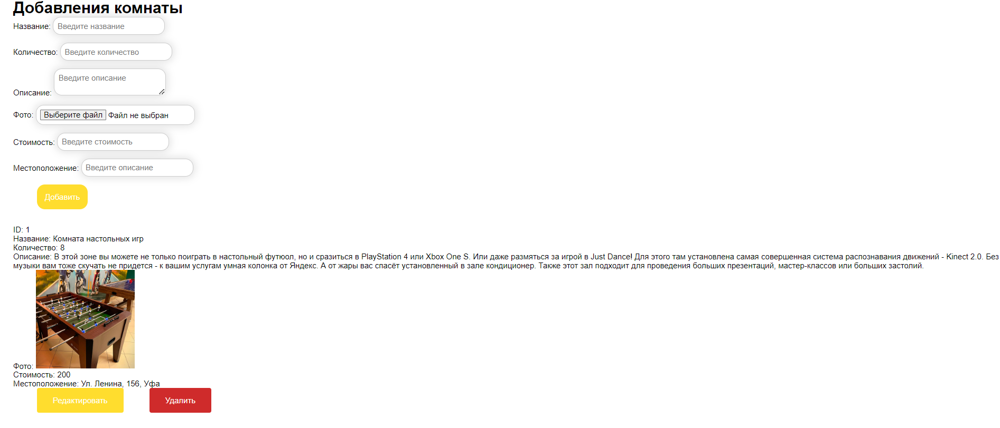 Добавления комнаты
Название: Введите название
Количество: Введите количество
Описание: Введите описание
Фото: Выберите файл Файл не выбран
Стоимость: Введите стоимость
Местоположение: Введите описание
Добавить
ID: 1
Название: Комната настольных игр
Количество: 8
Описание: В этой зоне вы можете не только поиграть в настольный футюол, но и сразиться в PlayStation 4 или Xbox One S. Или даже размяться за игрой в Just Dance! Для этого там установлена самая совершенная система распознавания движений - Kinect 2.0. Без
музыки вам тоже скучать не придется - к вашим услугам умная колонка от Яндекс. А от жары вас спасёт установленный в зале кондиционер. Также этот зал подходит для проведения больших презентаций, мастер-классов или больших застолий.
Фото:
Стоимость: 200
Местоположение: Ул. Ленина, 156, Уфа
Редактировать Удалить